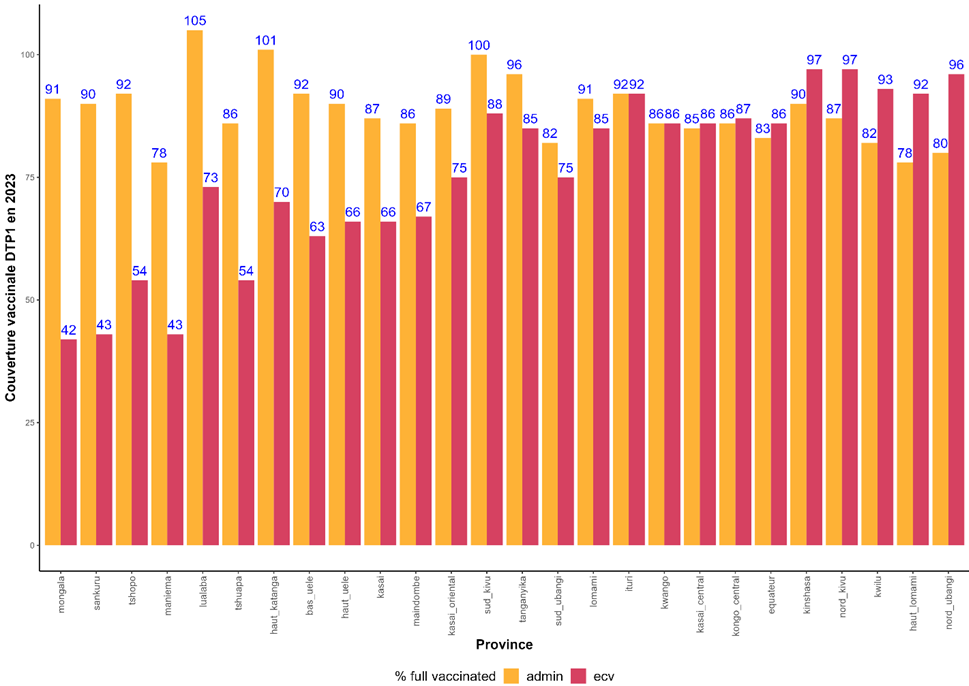 Couverture vaccinale DTP1 en 2023
100
75
50
25
0
91 42
90 43
92 54
78 43
105 73
86 54
101 70
92 63
90 66
87 66
86 67
89 75
100 88
96 85
82 75
91 85
92 92
86 86
85 86
86 87
83 86
90 97
87 97
82 93
78 92
80 96
mongala
sankuru
tshopo
maniema
lualaba
tshuapa
haut_katanga
bas_uele
haut_uele
kasai
maindombe
kasai_oriental
sud_kivu
tanganyika
sud_ubangi
lomami
ituri
kwango
kasai_central
kongo_central
equateur
kinshasa
nord_kivu
kwilu
haut_lomami
nord_ubangi
Province
% full vaccinated admin ecv